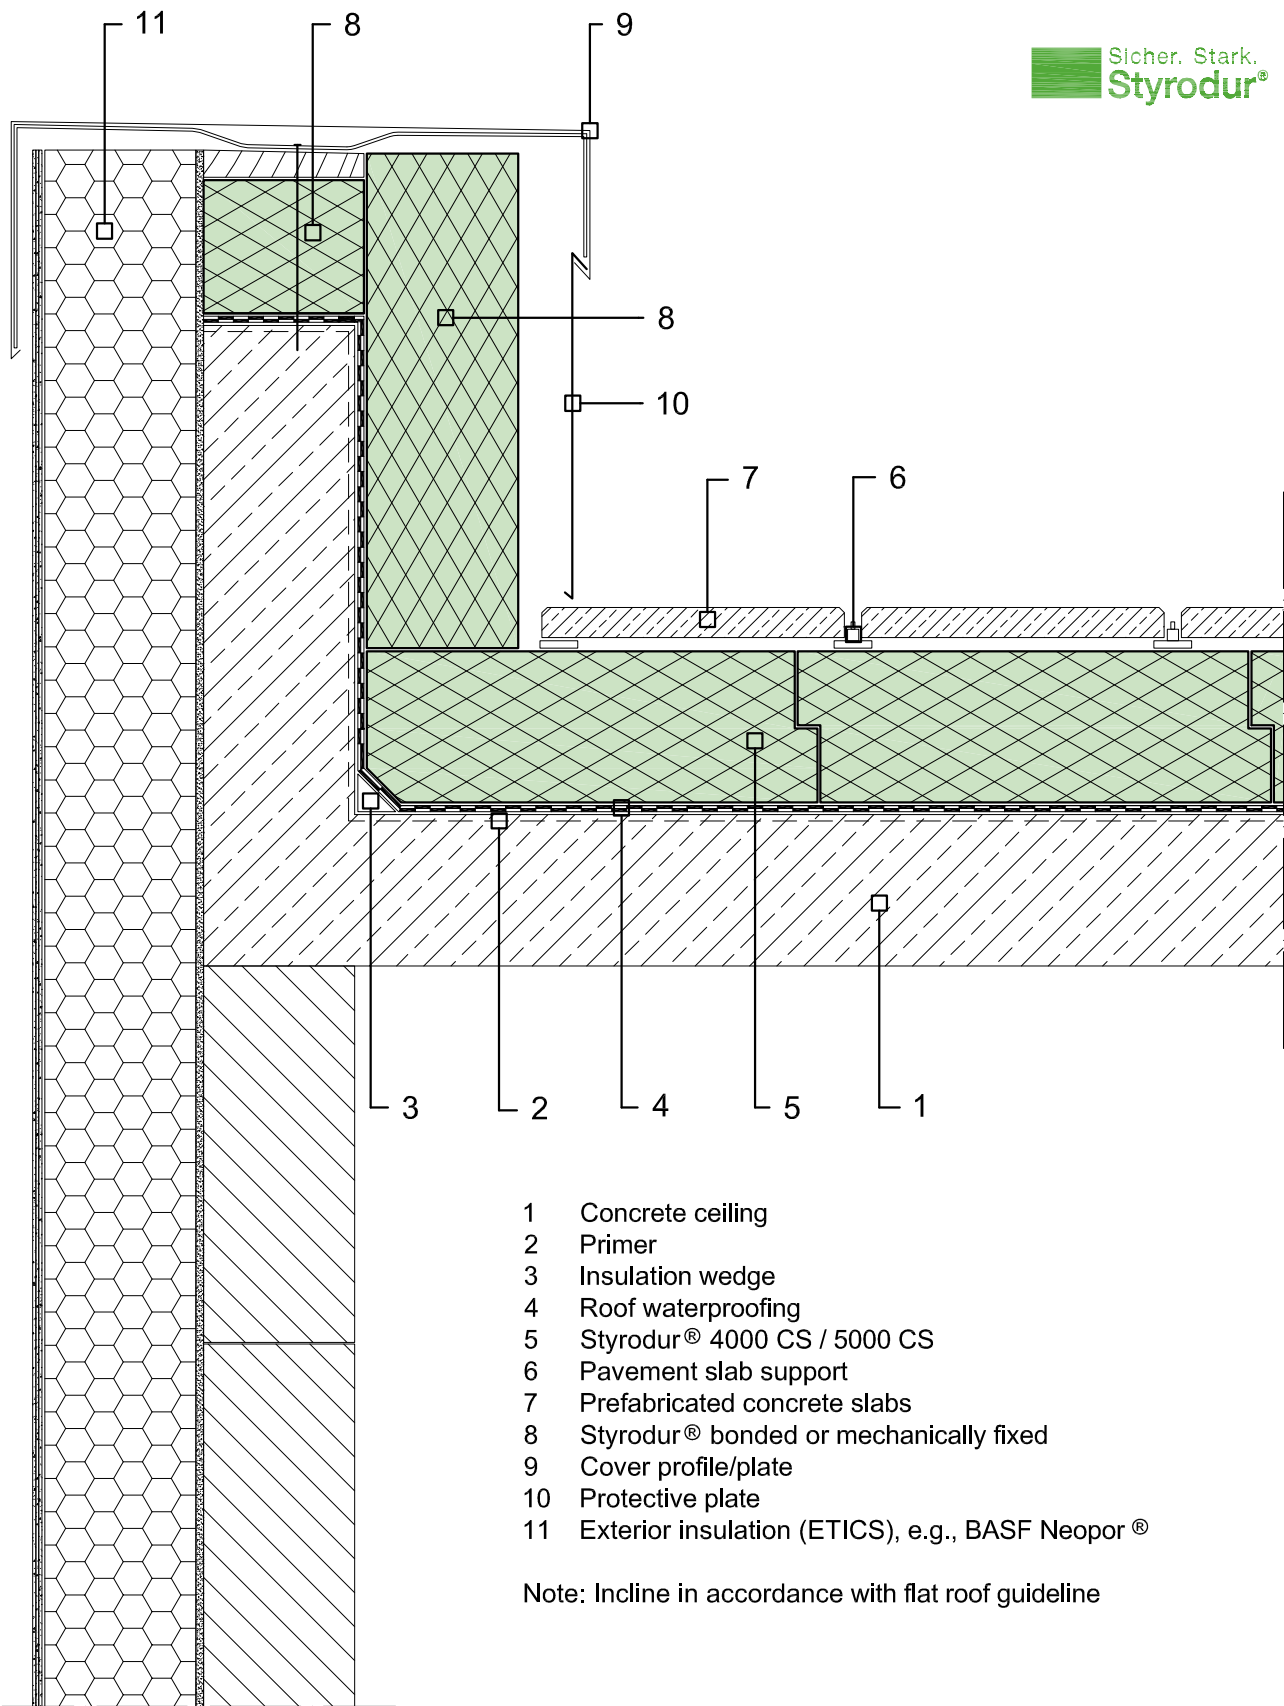 11
8
9
Sicher. Stark.
Styrodur®
8
10
7
6
3
2
4
5
1
1 Concrete ceiling
2 Primer
3 Insulation wedge
4 Roof waterproofing
5 Styrodur® 4000 CS / 5000 CS
6 Pavement slab support
7 Prefabricated concrete slabs
8 Styrodur® bonded or mechanically fixed
9 Cover profile/plate
10 Protective plate
11 Exterior insulation (ETICS), e.g., BASF Neopor ®
Note: Incline in accordance with flat roof guideline